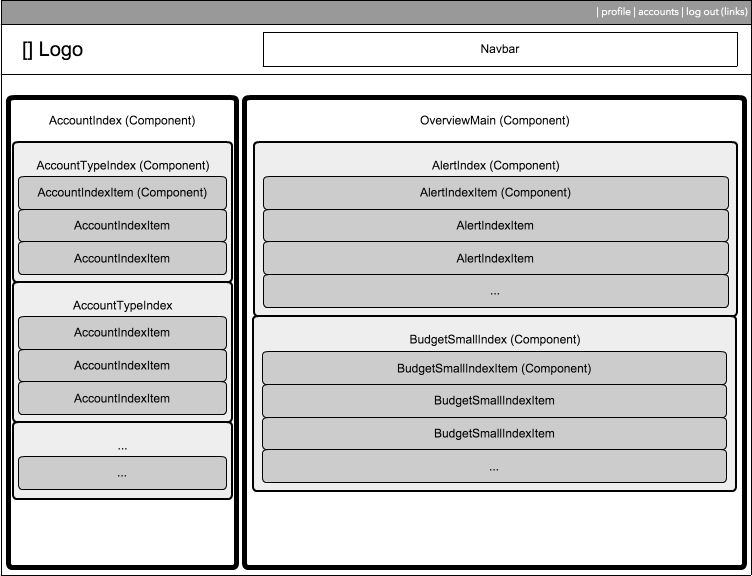 | profile | accounts | log out (links)
[] Logo
Navbar
AccountIndex (Component)
AccountTypeIndex (Component)
AccountIndexItem (Component)
AccountIndexItem
AccountIndexItem
AccountTypeIndex
AccountIndexItem
AccountIndexItem
AccountIndexItem
...
...
OverviewMain (Component)
AlertIndex (Component)
AlertIndexItem (Component)
AlertIndexItem
AlertIndexItem
...
BudgetSmallIndex (Component)
BudgetSmallIndexItem (Component)
BudgetSmallIndexItem
BudgetSmallIndexItem
...